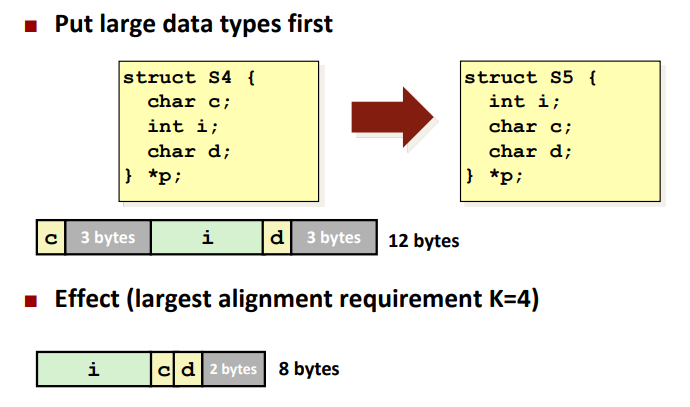 Put large data types first
struct S4 {
char c;
int i;
char d;
} *p;
struct S5 {
int i;
char c;
char d;
} *p;
c 3 bytes i d 3 bytes 12 bytes
Effect (largest alignment requirement K=4)
i c d 2 bytes 8 bytes